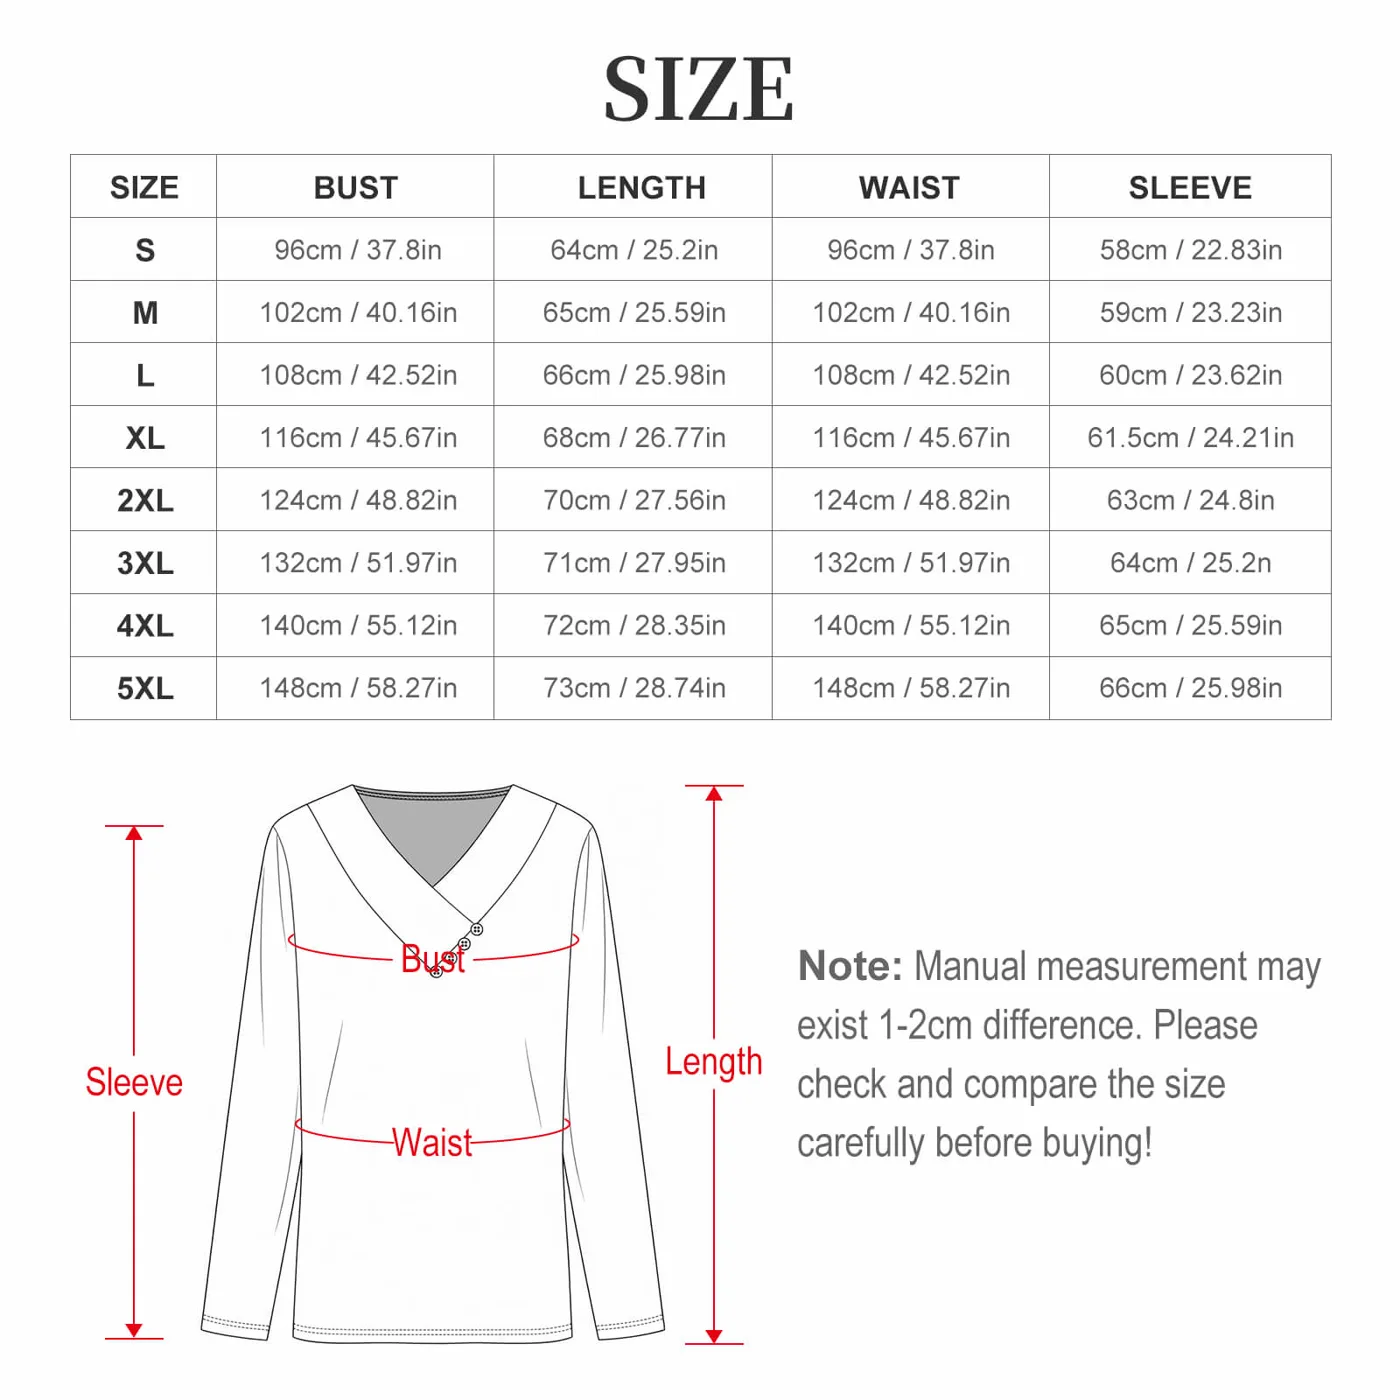 SIZE
SIZE BUST LENGTH WAIST SLEEVE
S 96cm / 37.8in 64cm / 25.2in 96cm / 37.8in 58cm / 22.83in
M 102cm / 40.16in 65cm / 25.59in 102cm / 40.16in 59cm / 23.23in
L 108cm / 42.52in 66cm / 25.98in 108cm / 42.52in 60cm / 23.62in
XL 116cm / 45.67in 68cm / 26.77in 116cm / 45.67in 61.5cm / 24.21in
2XL 124cm / 48.82in 70cm / 27.56in 124cm / 48.82in 63cm / 24.8in
3XL 132cm / 51.97in 71cm / 27.95in 132cm / 51.97in 64cm / 25.2n
4XL 140cm / 55.12in 72cm / 28.35in 140cm / 55.12in 65cm / 25.59in
5XL 148cm / 58.27in 73cm / 28.74in 148cm / 58.27in 66cm / 25.98in
Bust
Sleeve
Length
Waist
Note: Manual measurement may
exist 1-2cm difference. Please
check and compare the size
carefully before buying!